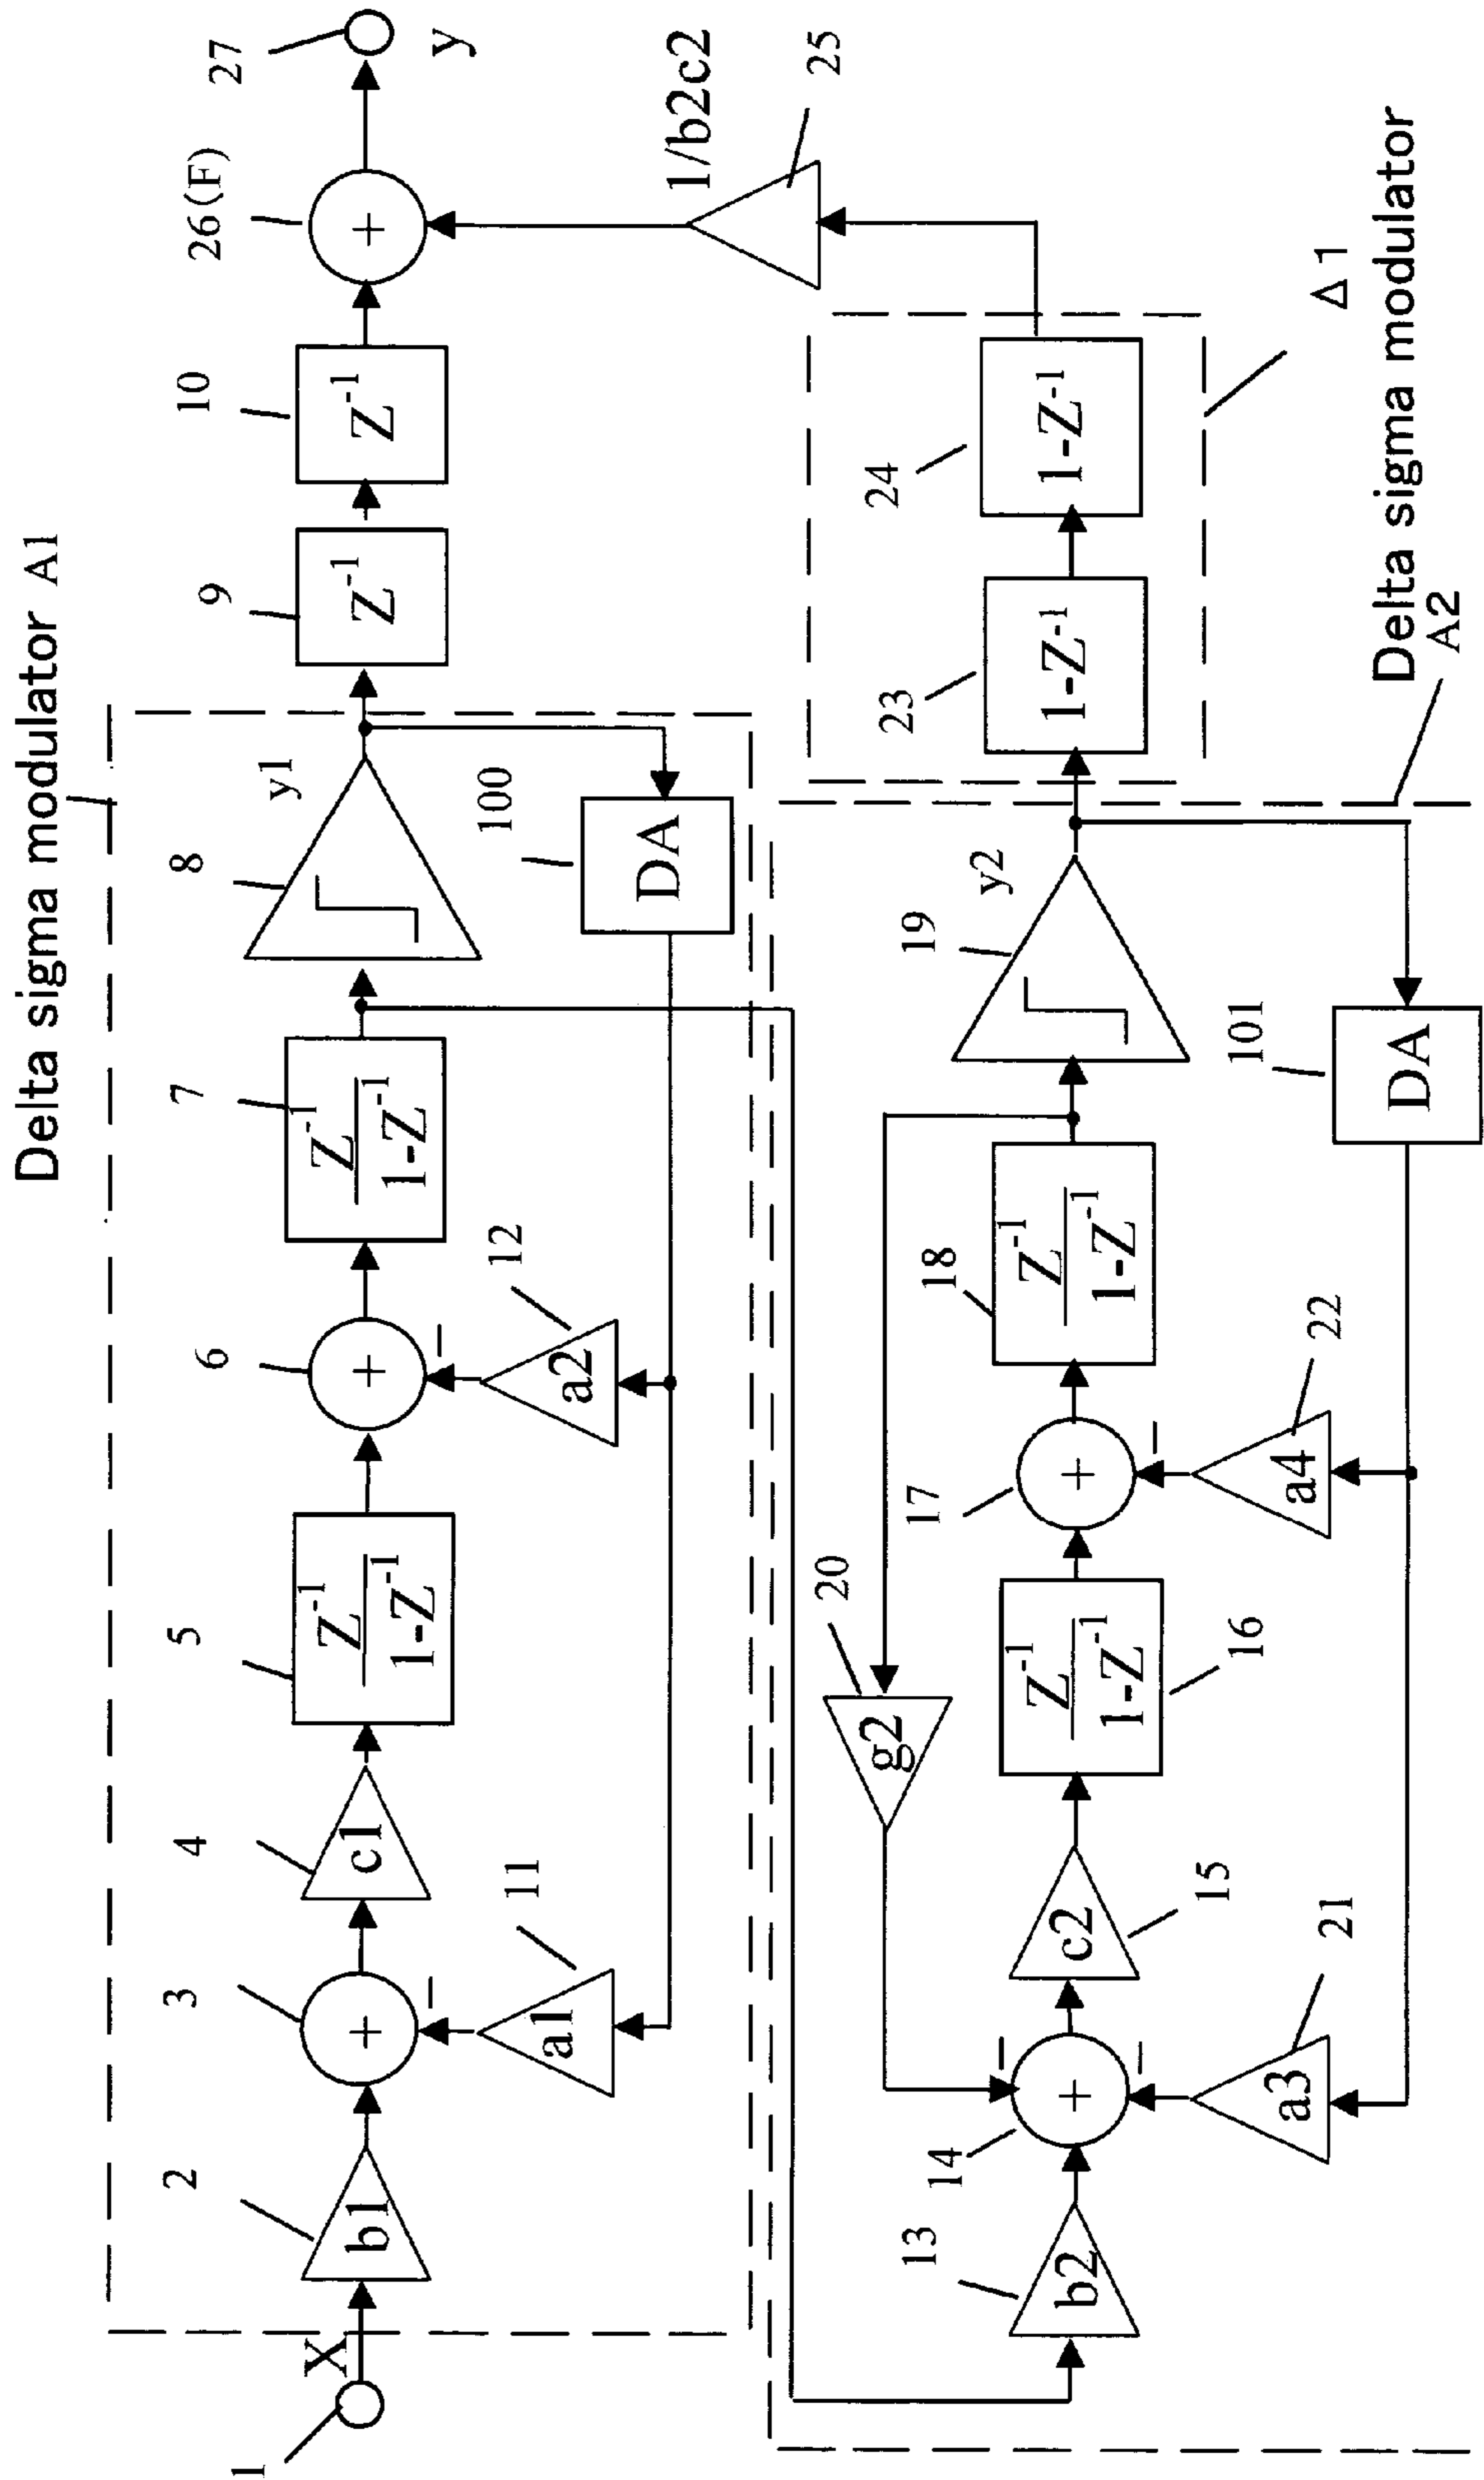 Delta sigma modulator A1
1
X
2
b1
3
+
4
c1
5
Z⁻¹
1-Z⁻¹
6
+
7
Z⁻¹
1-Z⁻¹
8
y1
9
Z⁻¹
10
Z⁻¹
26(F)
+
27
y
−
11
a1
−
12
a2
100
DA
1/b2c2
25
13
b2
14
+
−
−
15
c2
16
Z⁻¹
1-Z⁻¹
20
g2
17
+
−
18
Z⁻¹
1-Z⁻¹
19
y2
23
1-Z⁻¹
24
1-Z⁻¹
Δ1
21
a3
22
a4
101
DA
Delta sigma modulator
A2